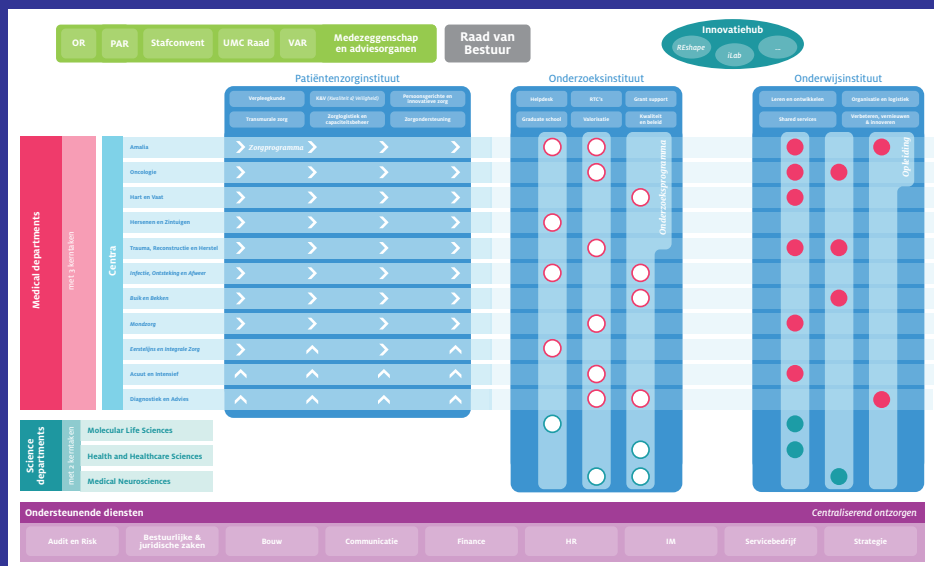 OR
PAR
Stafconvent
UMC Raad
VAR
Medezeggenschap
en adviesorganen
Raad van
Bestuur
Innovatiehub
REshape
iLab
...
Patiëntenzorginstituut
Onderzoeksinstituut
Onderwijsinstituut
Verpleegkunde
K&V (Kwaliteit & Veiligheid)
Persoonsgerichte en
innovatieve zorg
Transmurale zorg
Zorglogistiek en
capaciteitsbeheer
Zorgondersteuning
Helpdesk
RTC's
Grant support
Graduate school
Valorisatie
Kwaliteit
en beleid
Leren en ontwikkelen
Organisatie en logistiek
Shared services
Verbeteren, vernieuwen
& innoveren
Medical departments
met 3 kerntaken
Centra
Amalia
Zorgprogramma
Oncologie
Hart en Vaat
Hersenen en Zintuigen
Trauma, Reconstructie en Herstel
Infectie, Ontsteking en Afweer
Buik en Bekken
Mondzorg
Eerstelijns en Integrale Zorg
Acuut en Intensief
Diagnostiek en Advies
Onderzoeksprogramma
Opleiding
Science
departments
met 2 kerntaken
Molecular Life Sciences
Health and Healthcare Sciences
Medical Neurosciences
Ondersteunende diensten
Centraliserend ontzorgen
Audit en Risk
Bestuurlijke &
juridische zaken
Bouw
Communicatie
Finance
HR
IM
Servicebedrijf
Strategie